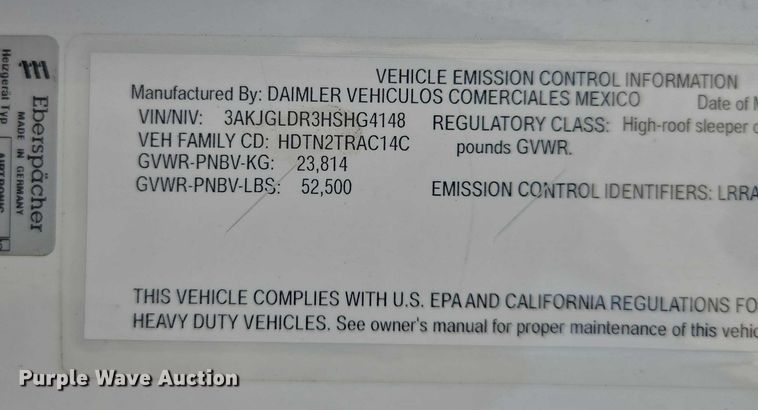 VEHICLE EMISSION CONTROL INFORMATION
Manufactured By: DAIMLER VEHICULOS COMERCIALES MEXICO Date of
VIN/NIV: 3AKJGLDR3HSHG4148 REGULATORY CLASS: High-roof sleeper
VEH FAMILY CD: HDTN2TRAC14C pounds GVWR.
GVWR-PNBV-KG: 23,814
GVWR-PNBV-LBS: 52,500 EMISSION CONTROL IDENTIFIERS: LRRA
THIS VEHICLE COMPLIES WITH U.S. EPA AND CALIFORNIA REGULATIONS FO
HEAVY DUTY VEHICLES. See owner's manual for proper maintenance of this vehic
Eberspächer
MADE IN
GERMANY
Heizgerät Typ
AIRTRONIC
Purple Wave Auction